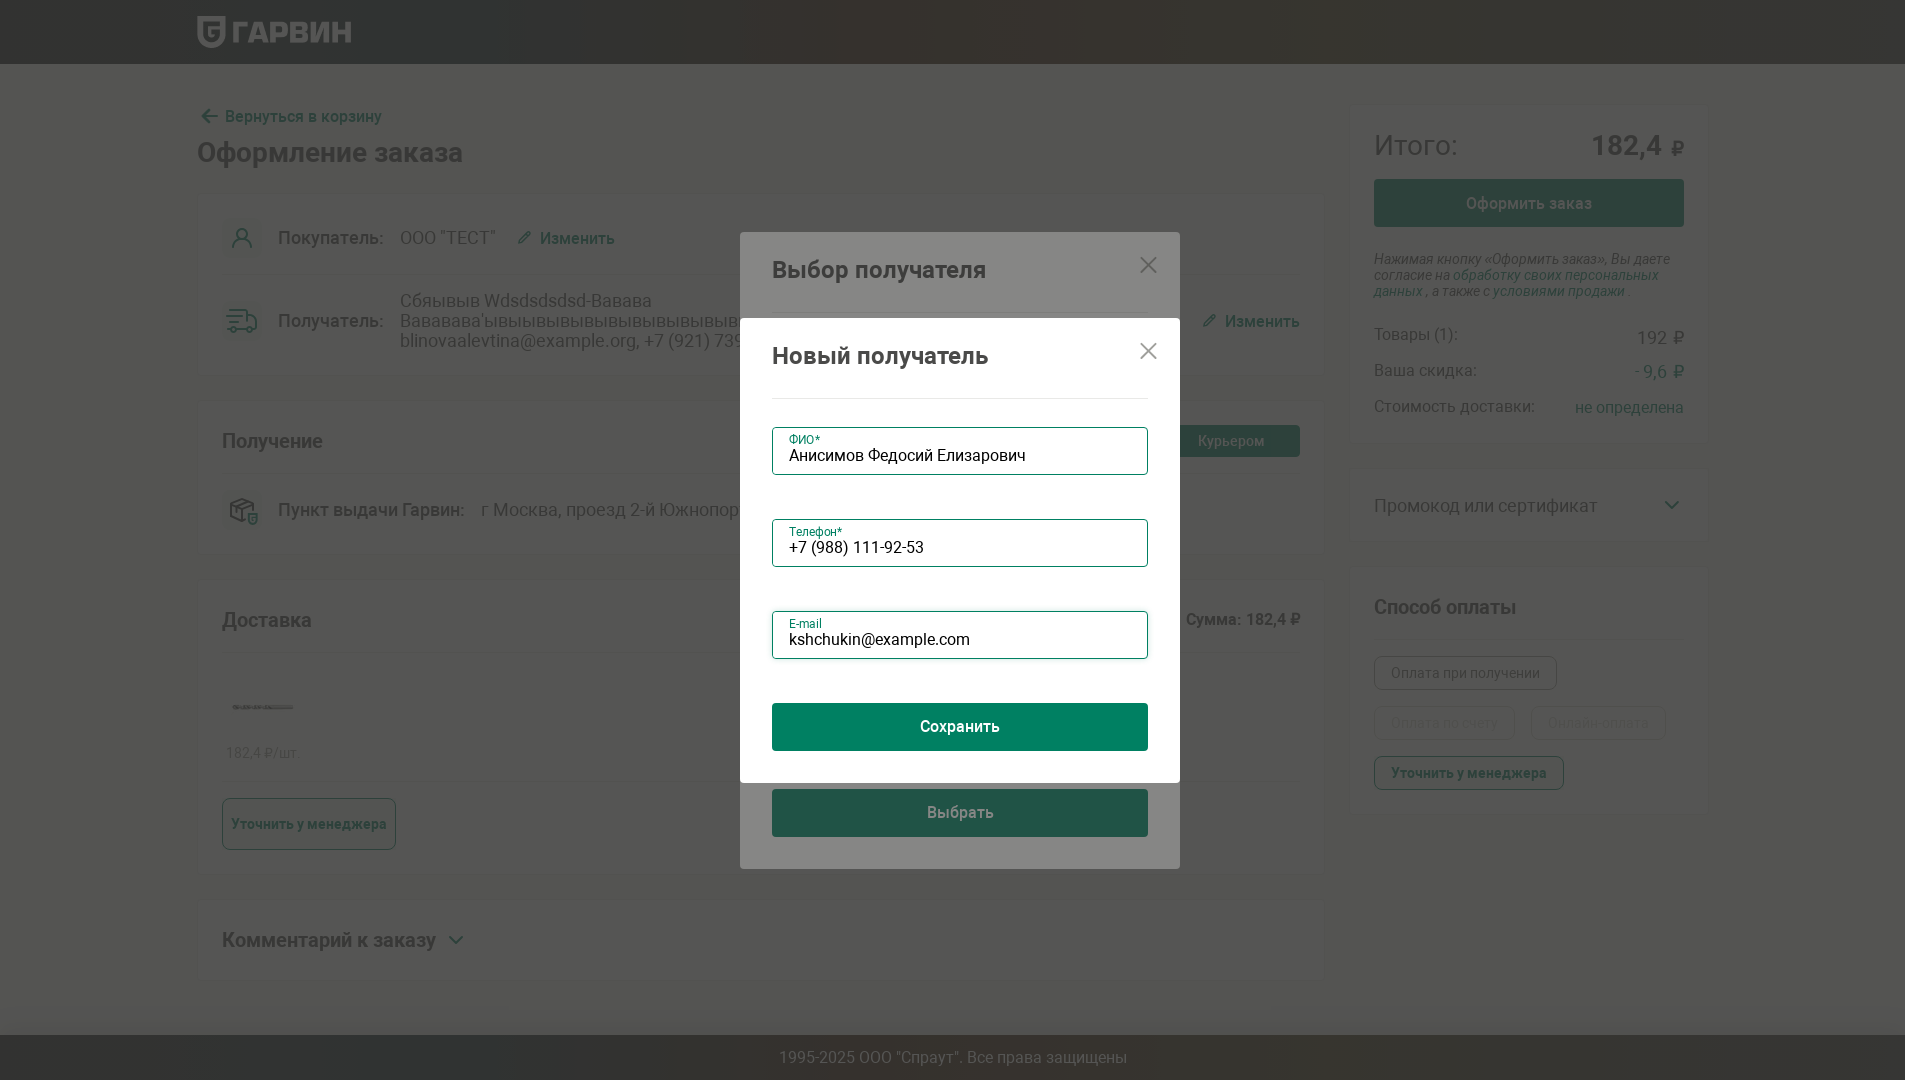 ГАРВИН
Вернуться в корзину
Оформление заказа
Покупатель:
ООО "ТЕСТ"
Изменить
Получатель:
Сбяывыв Wdsdsdsdsd-Вавава
blinovaalevtina@example.org, +7 (921) 739
Изменить
Получение
Курьером
Пункт выдачи Гарвин:
г Москва, проезд 2-й Южнопор
Доставка
Сумма: 182,4 ₽
182,4 ₽/шт
Уточнить у менеджера
Комментарий к заказу
Выбор получателя
Новый получатель
ФИО*
Анисимов Федосий Елизарович
Телефон*
+7 (988) 111-92-53
E-mail
kshchukin@example.com
Сохранить
Выбрать
Итого:
182,4 ₽
Оформить заказ
Нажимая кнопку «Оформить заказ», Вы даете
согласие на обработку своих персональных
данных , а также с условиями продажи .
Товары (1):
192 ₽
Ваша скидка:
- 9,6 ₽
Стоимость доставки:
не определена
Промокод или сертификат
Способ оплаты
Оплата при получении
Оплата по счету
Онлайн-оплата
Уточнить у менеджера
1995-2025 ООО "Спраут". Все права защищены